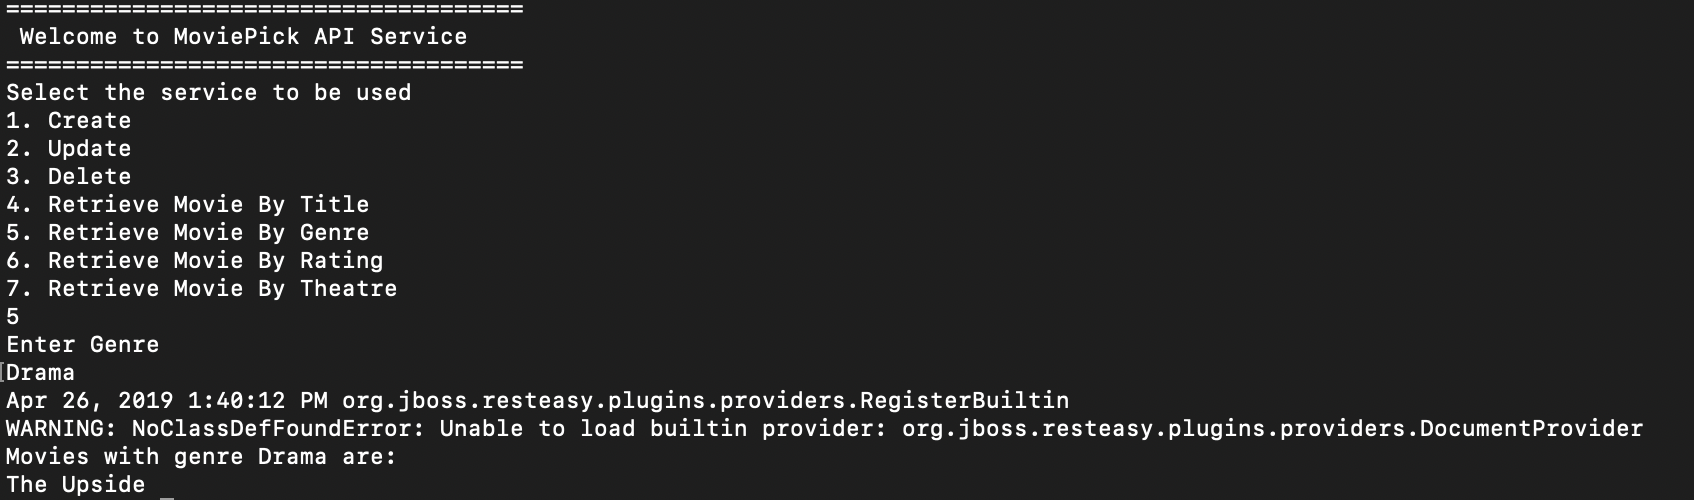 =====================================
 Welcome to MoviePick API Service
=====================================
Select the service to be used
1. Create
2. Update
3. Delete
4. Retrieve Movie By Title
5. Retrieve Movie By Genre
6. Retrieve Movie By Rating
7. Retrieve Movie By Theatre
5
Enter Genre
[Drama
Apr 26, 2019 1:40:12 PM org.jboss.resteasy.plugins.providers.RegisterBuiltin
WARNING: NoClassDefFoundError: Unable to load builtin provider: org.jboss.resteasy.plugins.providers.DocumentProvider
Movies with genre Drama are:
The Upside